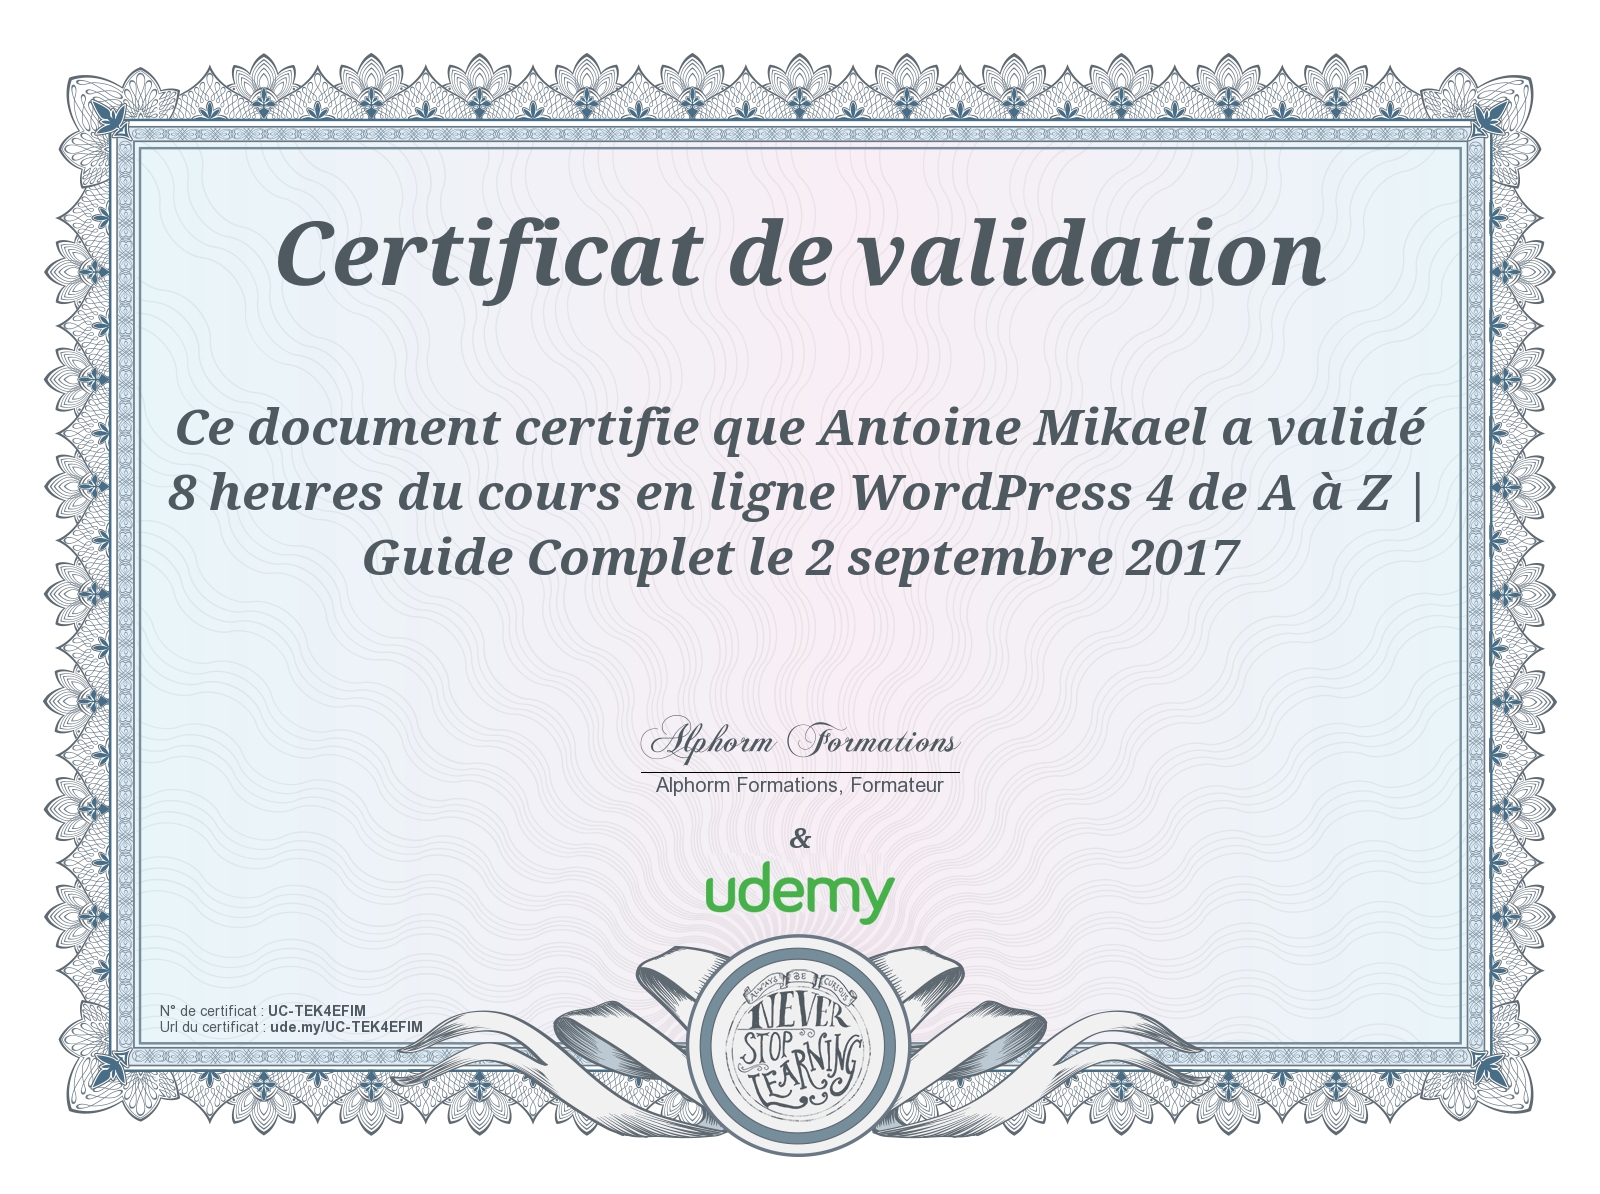 Certificat de validation
Ce document certifie que Antoine Mikael a validé
8 heures du cours en ligne WordPress 4 de A à Z |
Guide Complet le 2 septembre 2017
Alphorm Formations
Alphorm Formations, Formateur
&
udemy
N° de certificat : UC-TEK4EFIM
Url du certificat : ude.my/UC-TEK4EFIM
ALWAYS BE CURIOUS
NEVER
STOP
LEARNING